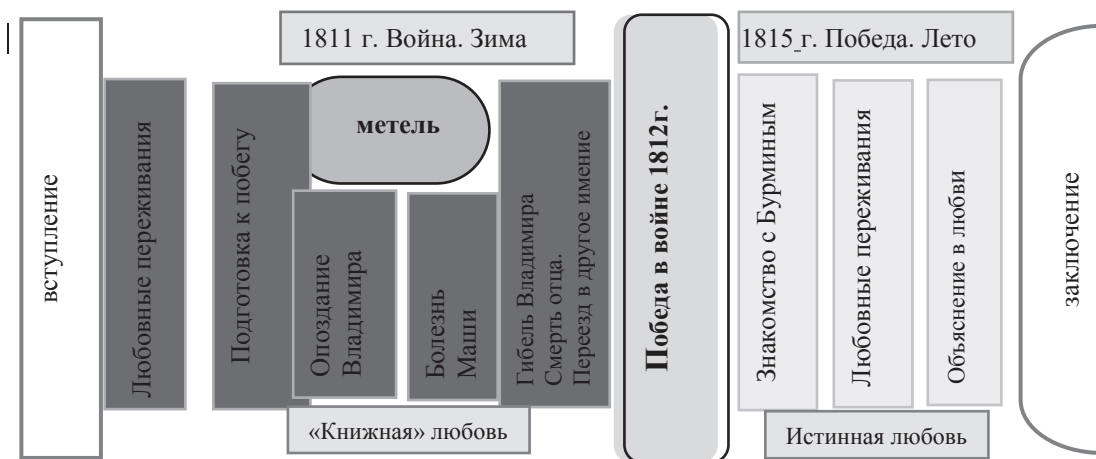 вступление
1811 г. Война. Зима
Любовные переживания
Подготовка к побегу
метель
Опоздание
Владимира
Болезнь
Маши
Гибель Владимира
Смерть отца.
Переезд в другое имение
«Книжная» любовь
Победа в войне 1812г.
1815 г. Победа. Лето
Знакомство с Бурминым
Любовные переживания
Объяснение в любви
Истинная любовь
заключение